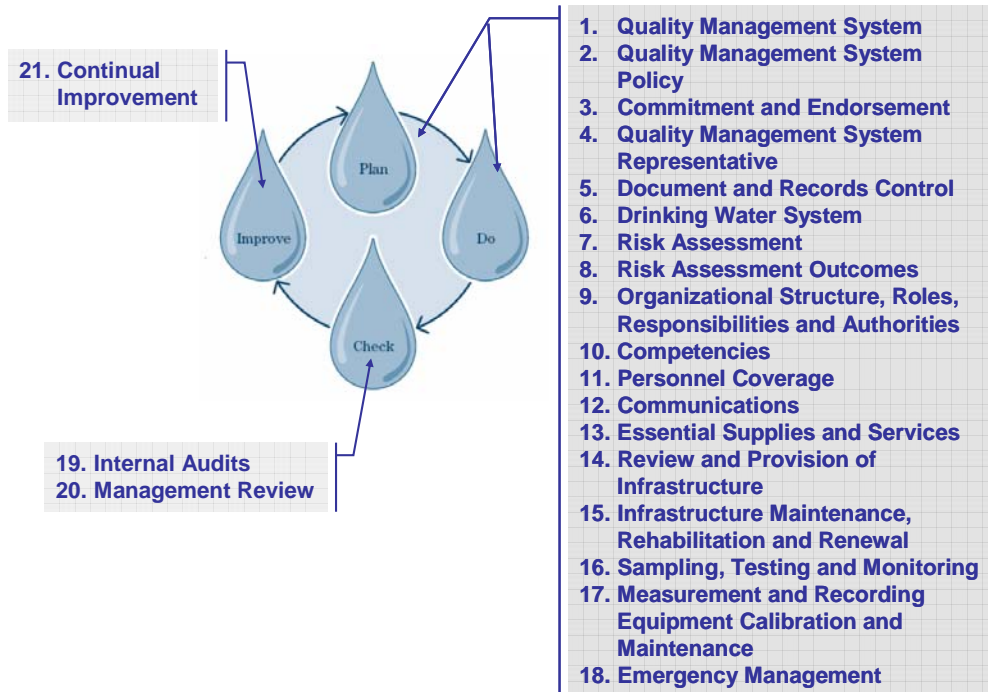 21. Continual
Improvement
Plan
Improve
Do
Check
19. Internal Audits
20. Management Review
1. Quality Management System
2. Quality Management System
Policy
3. Commitment and Endorsement
4. Quality Management System
Representative
5. Document and Records Control
6. Drinking Water System
7. Risk Assessment
8. Risk Assessment Outcomes
9. Organizational Structure, Roles,
Responsibilities and Authorities
10. Competencies
11. Personnel Coverage
12. Communications
13. Essential Supplies and Services
14. Review and Provision of
Infrastructure
15. Infrastructure Maintenance,
Rehabilitation and Renewal
16. Sampling, Testing and Monitoring
17. Measurement and Recording
Equipment Calibration and
Maintenance
18. Emergency Management